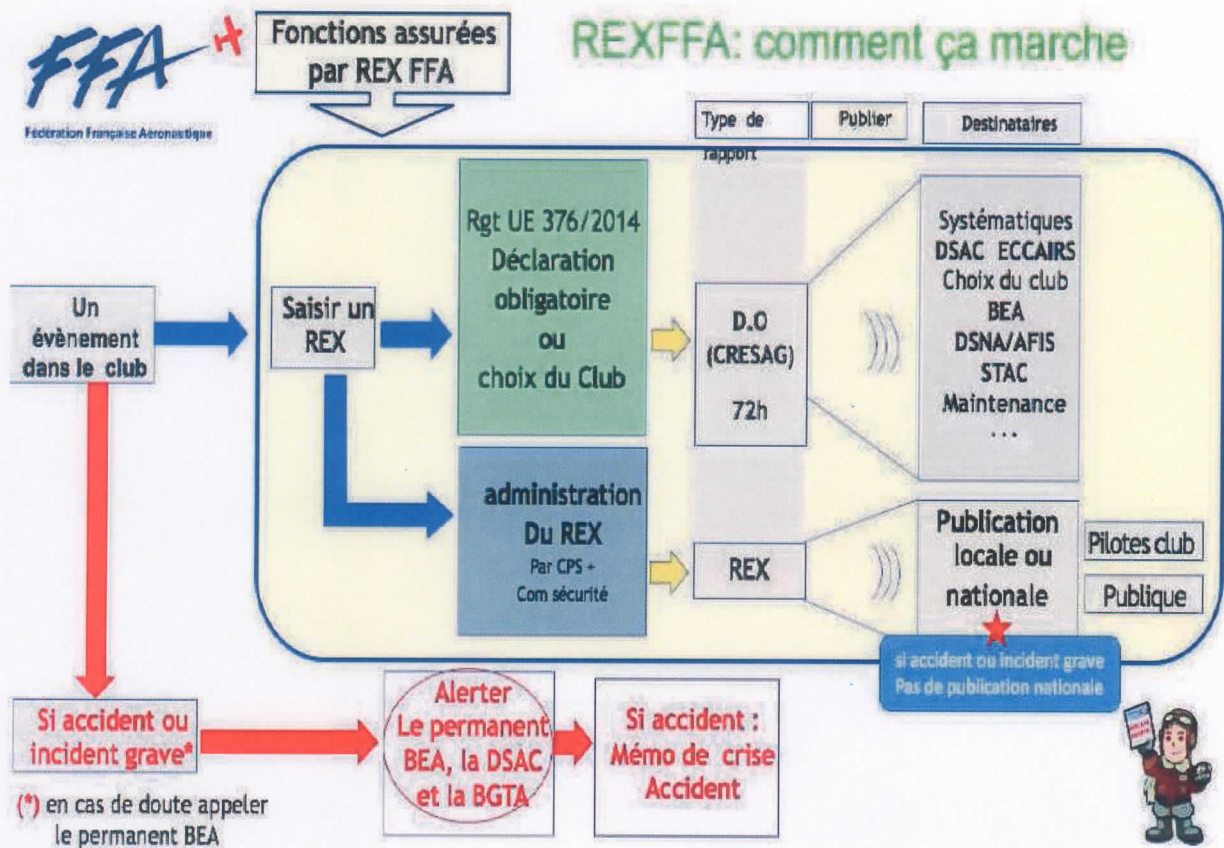 FFA
Fédération Française Aéronautique
Fonctions assurées
par REX FFA
REXFFA: comment ça marche
Type de
rapport
Publier
Destinataires
Un
évènement
dans le club
Saisir un
REX
Rgt UE 376/2014
Déclaration
obligatoire
ou
choix du Club
D.O
(CRESAG)
72h
Systématiques
DSAC ECCAIRS
Choix du club
BEA
DSNA/AFIS
STAC
Maintenance
...
administration
Du REX
Par CPS +
Com sécurité
REX
Publication
locale ou
nationale
Pilotes club
Publique
si accident ou incident grave
Pas de publication nationale
Si accident ou
incident grave*
(*) en cas de doute appeler
le permanent BEA
Alerter
Le permanent
BEA, la DSAC
et la BGTA
Si accident :
Mémo de crise
Accident